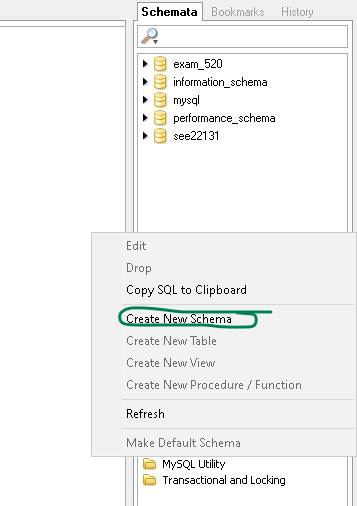 Schemata Bookmarks History
exam_520
information_schema
mysql
performance_schema
see22131
Edit
Drop
Copy SQL to Clipboard
Create New Schema
Create New Table
Create New View
Create New Procedure / Function
Refresh
Make Default Schema
MySQL Utility
Transactional and Locking